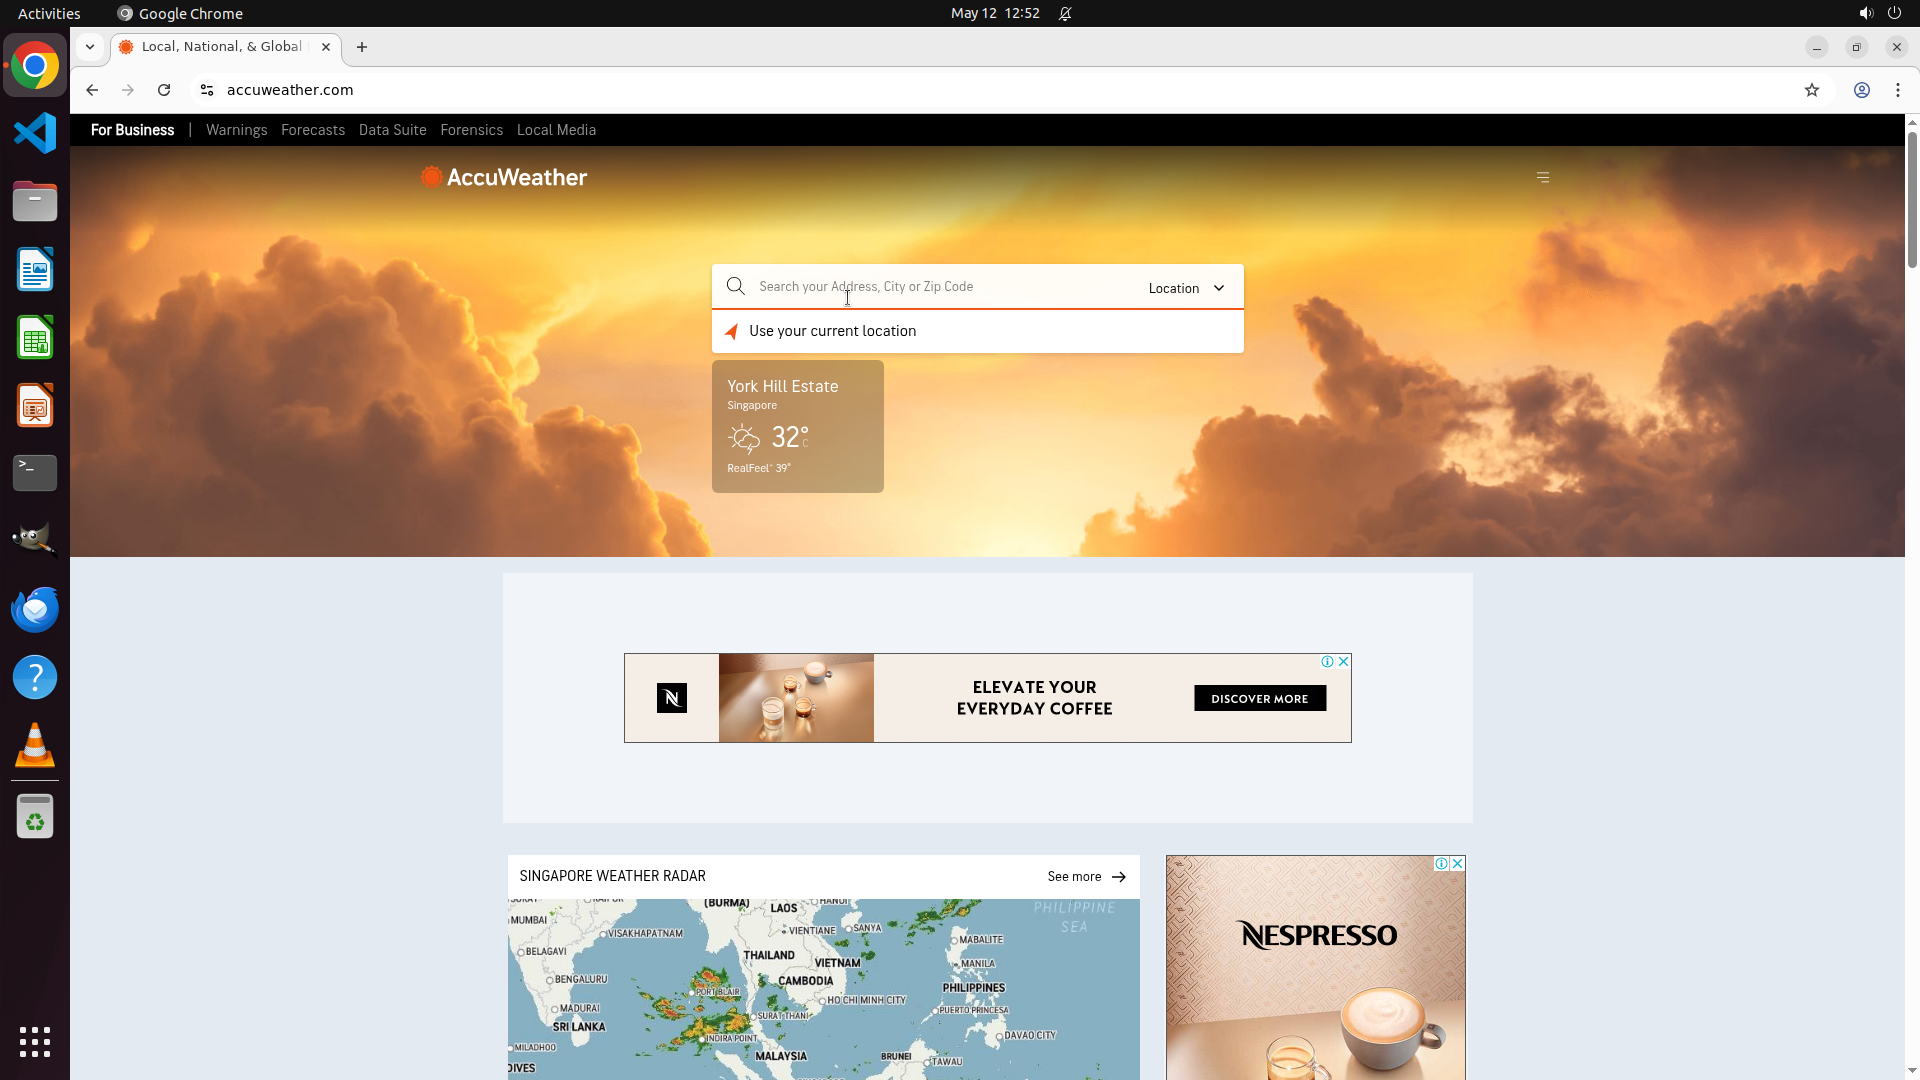 Activities
Google Chrome
May 12 12:52
Local, National, & Global
accuweather.com
For Business | Warnings Forecasts Data Suite Forensics Local Media
AccuWeather
Search your Address, City or Zip Code
Location
Use your current location
York Hill Estate
Singapore
32°
C
RealFeel® 39°
ELEVATE YOUR
EVERYDAY COFFEE
DISCOVER MORE
SINGAPORE WEATHER RADAR
See more
(BURMA)
LAOS
HANOI
PHILIPPINE
SEA
MUMBAI
VISAKHAPATNAM
VIENTIANE
SANYA
MABALITE
BELAGAVI
THAILAND
VIETNAM
MANILA
BENGALURU
CAMBODIA
PHILIPPINES
PORT BLAIR
HO CHI MINH CITY
MADURAI
SURAT THANI
PUERTO PRINCESA
SRI LANKA
INDIRA POINT
DAVAO CITY
MILADHOO
MALAYSIA
BRUNEI
TAWAU
DIVES
NESPRESSO